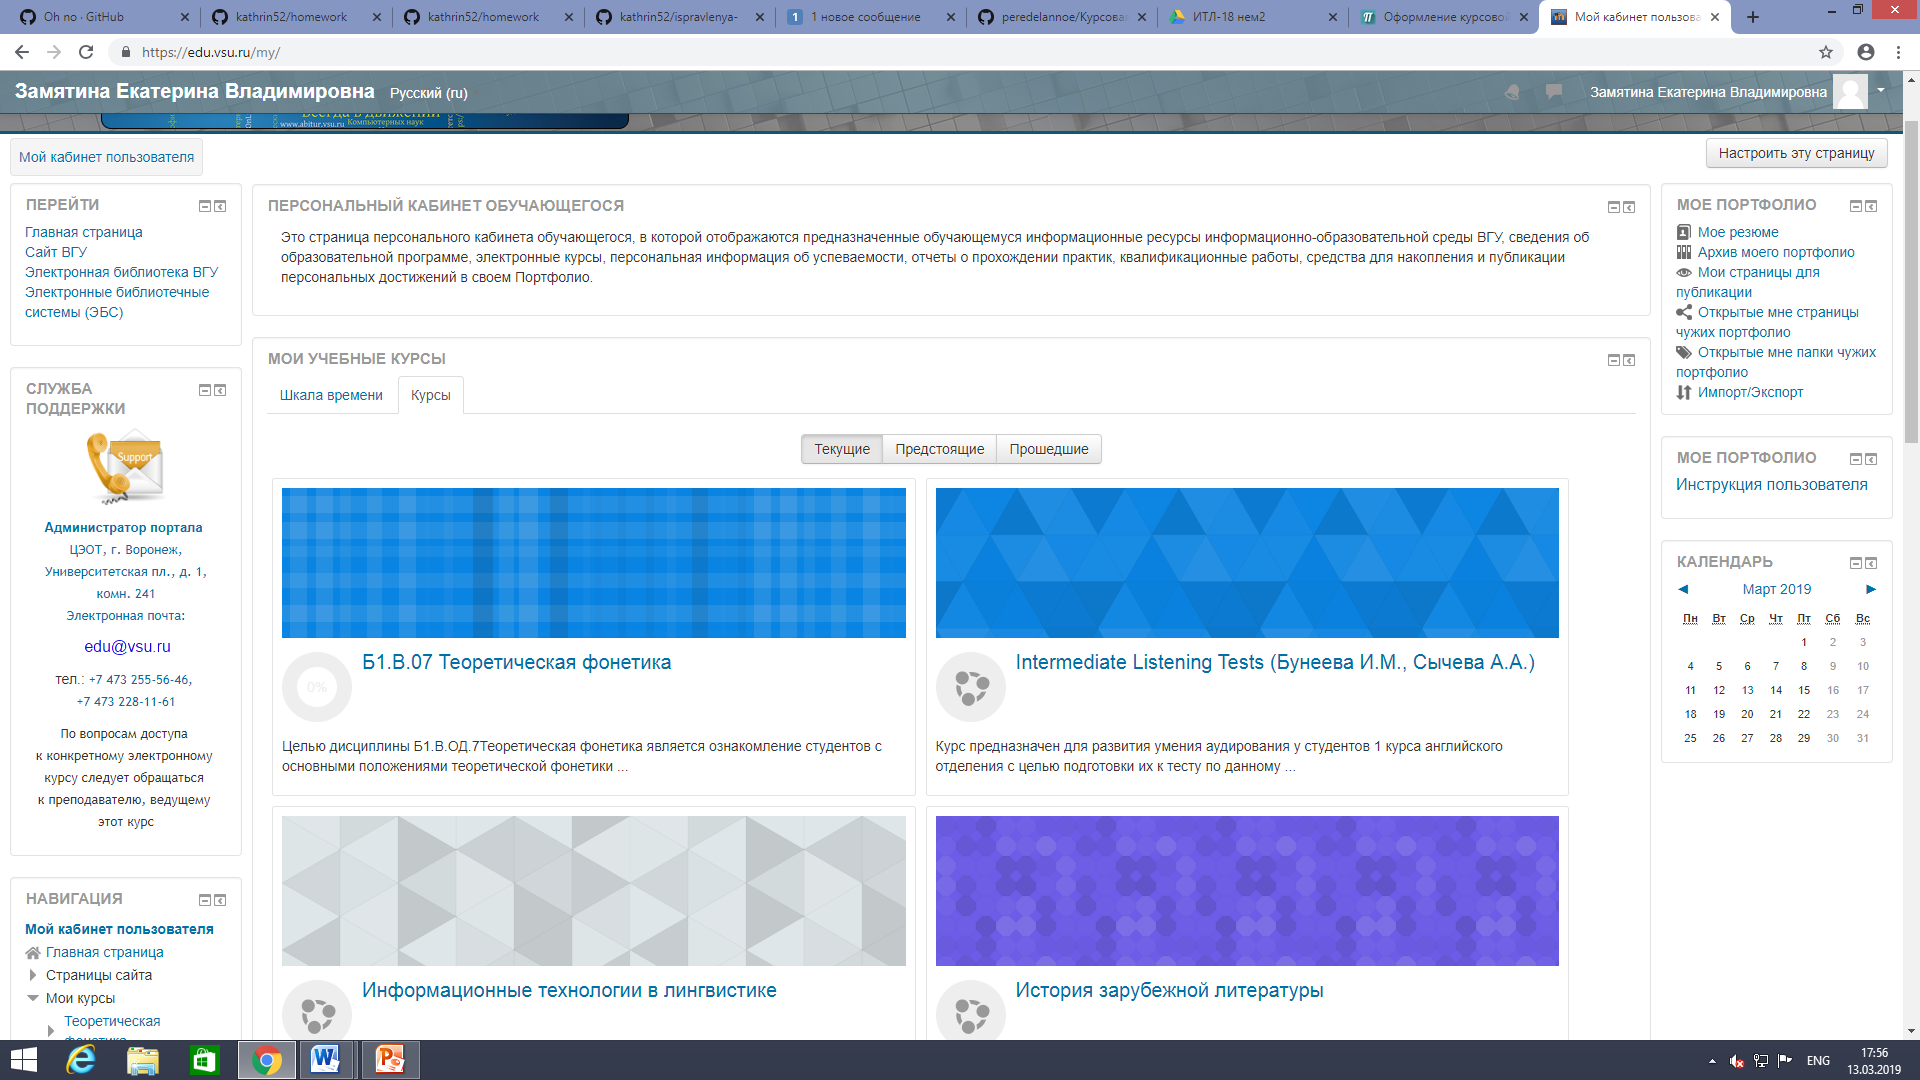 Oh no · GitHub
kathrin52/homework
kathrin52/homework
kathrin52/ispravlenya-
1 новое сообщение
peredelannoe/Курсова
ИТЛ-18 нем2
Оформление курсовой
Мой кабинет пользова
https://edu.vsu.ru/my/
Замятина Екатерина Владимировна
Русский (ru)
Замятина Екатерина Владимировна
Всегда в движении
www.abitur.vsu.ru Компьютерных наук
Мой кабинет пользователя
Настроить эту страницу
ПЕРЕЙТИ
Главная страница
Сайт ВГУ
Электронная библиотека ВГУ
Электронные библиотечные
системы (ЭБС)
СЛУЖБА
ПОДДЕРЖКИ
Support
Администратор портала
ЦЭОТ, г. Воронеж,
Университетская пл., д. 1,
комн. 241
Электронная почта:
edu@vsu.ru
тел.: +7 473 255-56-46,
+7 473 228-11-61
По вопросам доступа
к конкретному электронному
курсу следует обращаться
к преподавателю, ведущему
этот курс
НАВИГАЦИЯ
Мой кабинет пользователя
Главная страница
Страницы сайта
Мои курсы
Теоретическая
фонетика
ПЕРСОНАЛЬНЫЙ КАБИНЕТ ОБУЧАЮЩЕГОСЯ
Это страница персонального кабинета обучающегося, в которой отображаются предназначенные обучающемуся информационные ресурсы информационно-образовательной среды ВГУ, сведения об
образовательной программе, электронные курсы, персональная информация об успеваемости, отчеты о прохождении практик, квалификационные работы, средства для накопления и публикации
персональных достижений в своем Портфолио.
МОИ УЧЕБНЫЕ КУРСЫ
Шкала времени
Курсы
Текущие
Предстоящие
Прошедшие
0%
Б1.В.07 Теоретическая фонетика
Целью дисциплины Б1.В.ОД.7Теоретическая фонетика является ознакомление студентов с
основными положениями теоретической фонетики ...
Intermediate Listening Tests (Бунеева И.М., Сычева А.А.)
Курс предназначен для развития умения аудирования у студентов 1 курса английского
отделения с целью подготовки их к тесту по данному ...
Информационные технологии в лингвистике
История зарубежной литературы
МОЕ ПОРТФОЛИО
Мое резюме
Архив моего портфолио
Мои страницы для
публикации
Открытые мне страницы
чужих портфолио
Открытые мне папки чужих
портфолио
Импорт/Экспорт
МОЕ ПОРТФОЛИО
Инструкция пользователя
КАЛЕНДАРЬ
Март 2019
Пн Вт Ср Чт Пт Сб Вс
1 2 3
4 5 6 7 8 9 10
11 12 13 14 15 16 17
18 19 20 21 22 23 24
25 26 27 28 29 30 31
ENG
17:56
13.03.2019